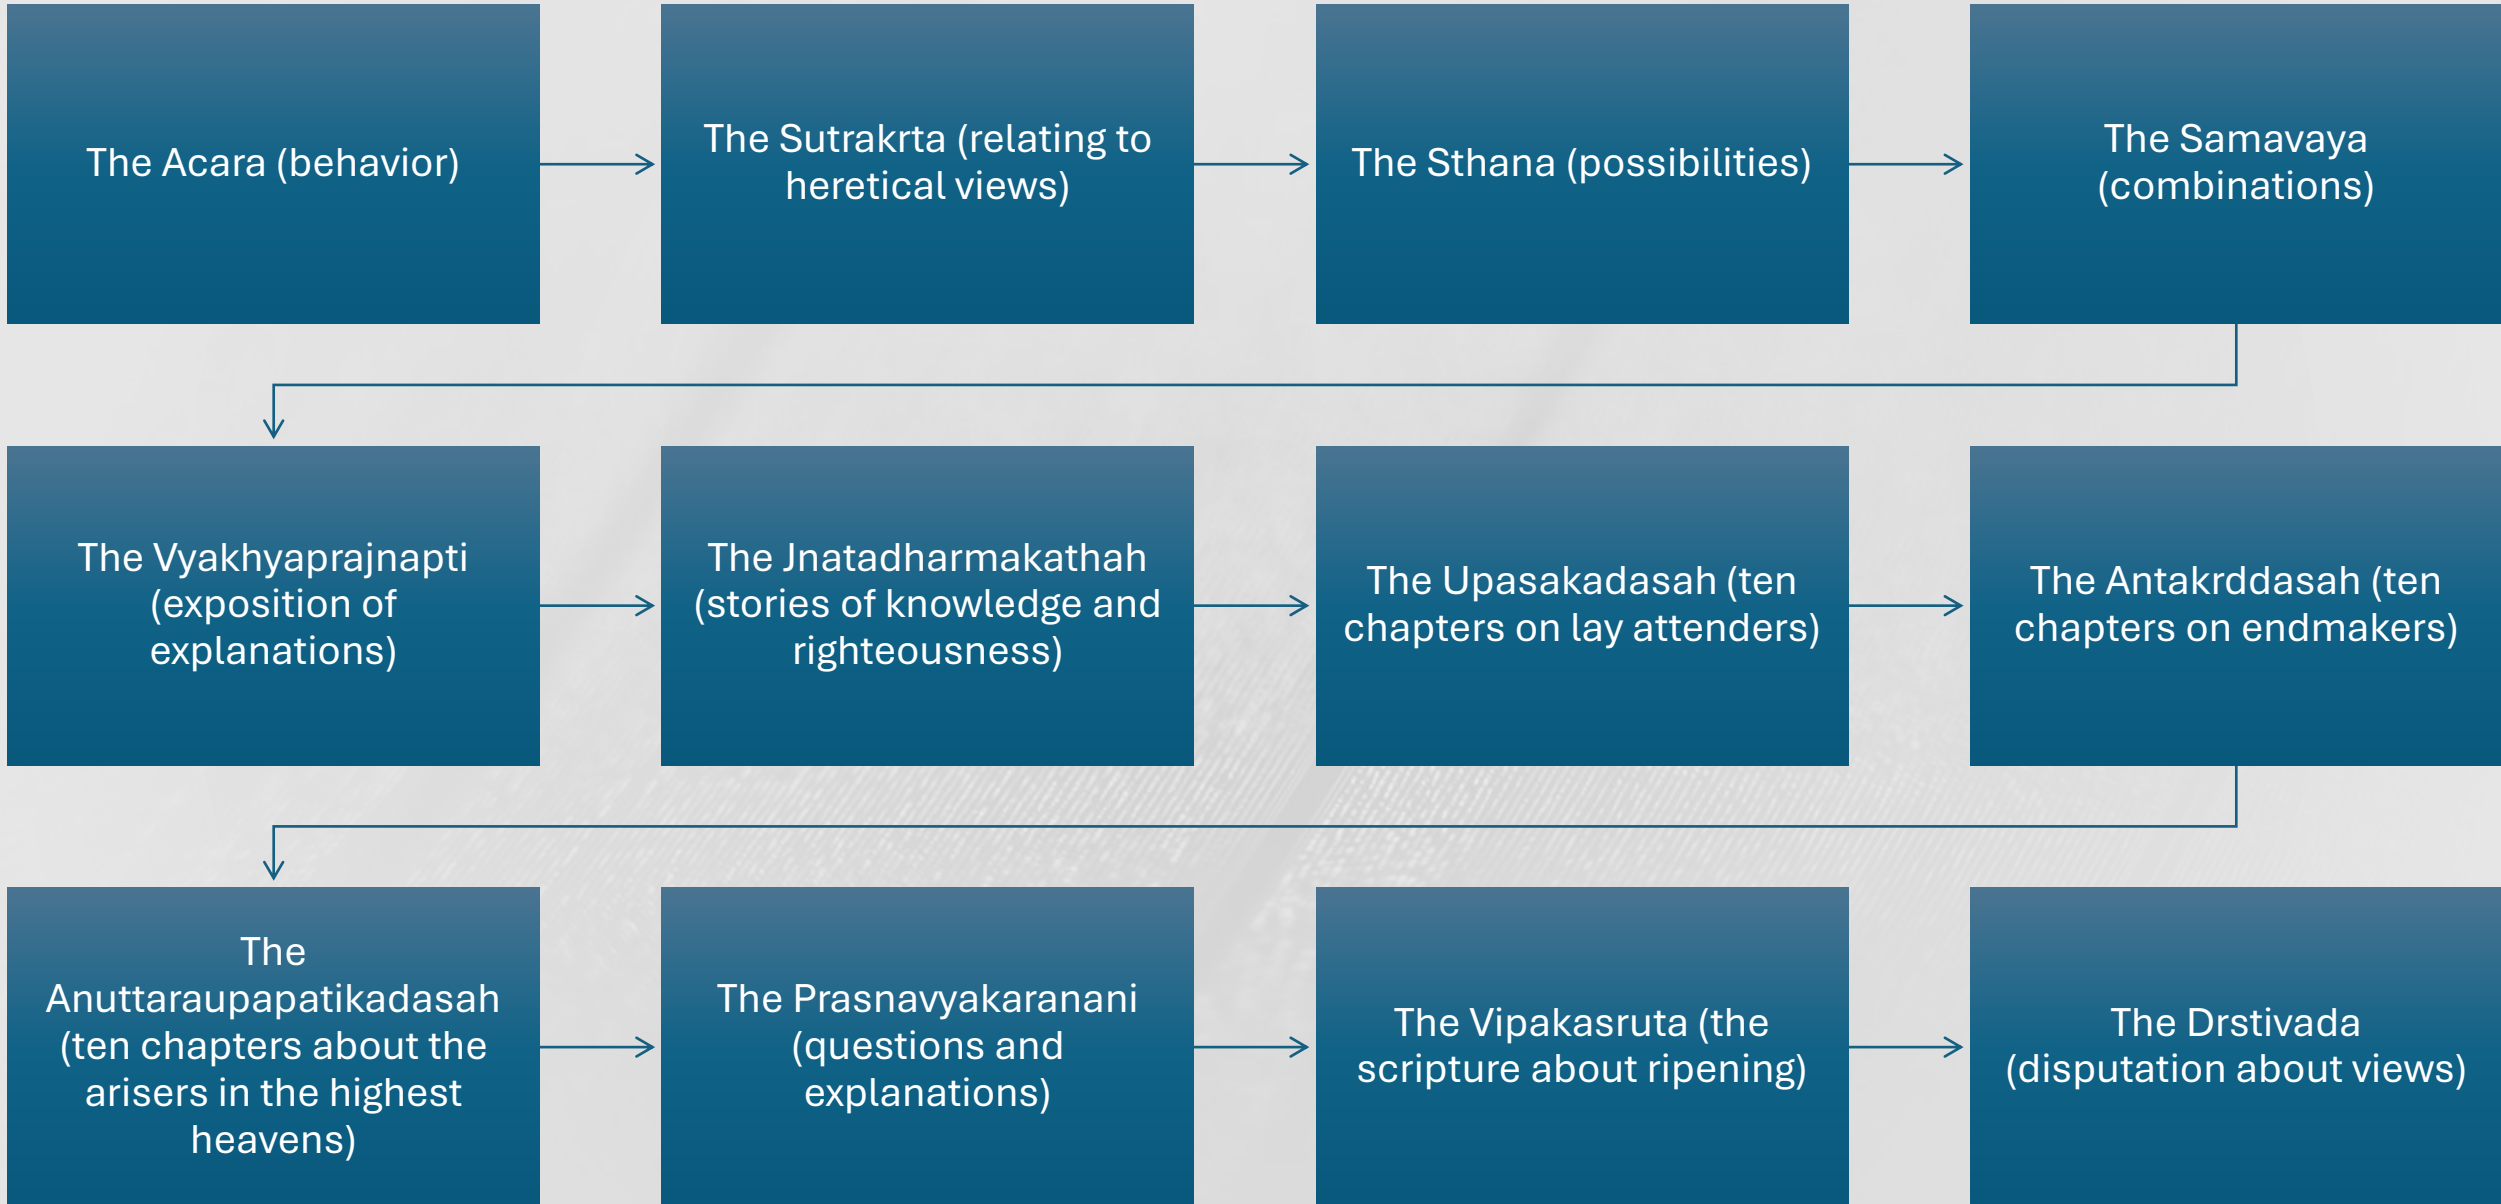 The Acara (behavior)
The Sutrakrta (relating to
heretical views)
The Sthana (possibilities)
The Samavaya
(combinations)
The Vyakhyaprajnapti
(exposition of
explanations)
The Jnatadharmakathah
(stories of knowledge and
righteousness)
The Upasakadasah (ten
chapters on lay attenders)
The Antakrddasah (ten
chapters on endmakers)
The
Anuttaraupapatikadasah
(ten chapters about the
arisers in the highest
heavens)
The Prasnavyakaranani
(questions and
explanations)
The Vipakasruta (the
scripture about ripening)
The Drstivada
(disputation about views)